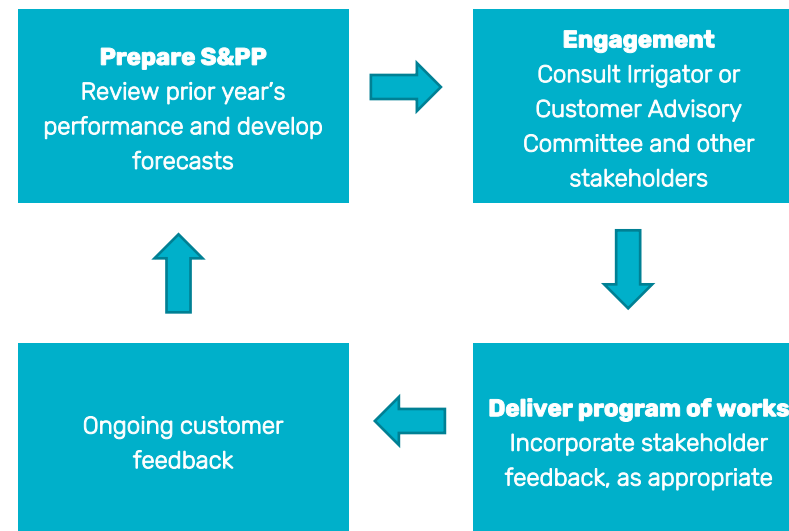 Prepare S&PP
Review prior year's
performance and develop
forecasts
Engagement
Consult Irrigator or
Customer Advisory
Committee and other
stakeholders
Deliver program of works
Incorporate stakeholder
feedback, as appropriate
Ongoing customer
feedback